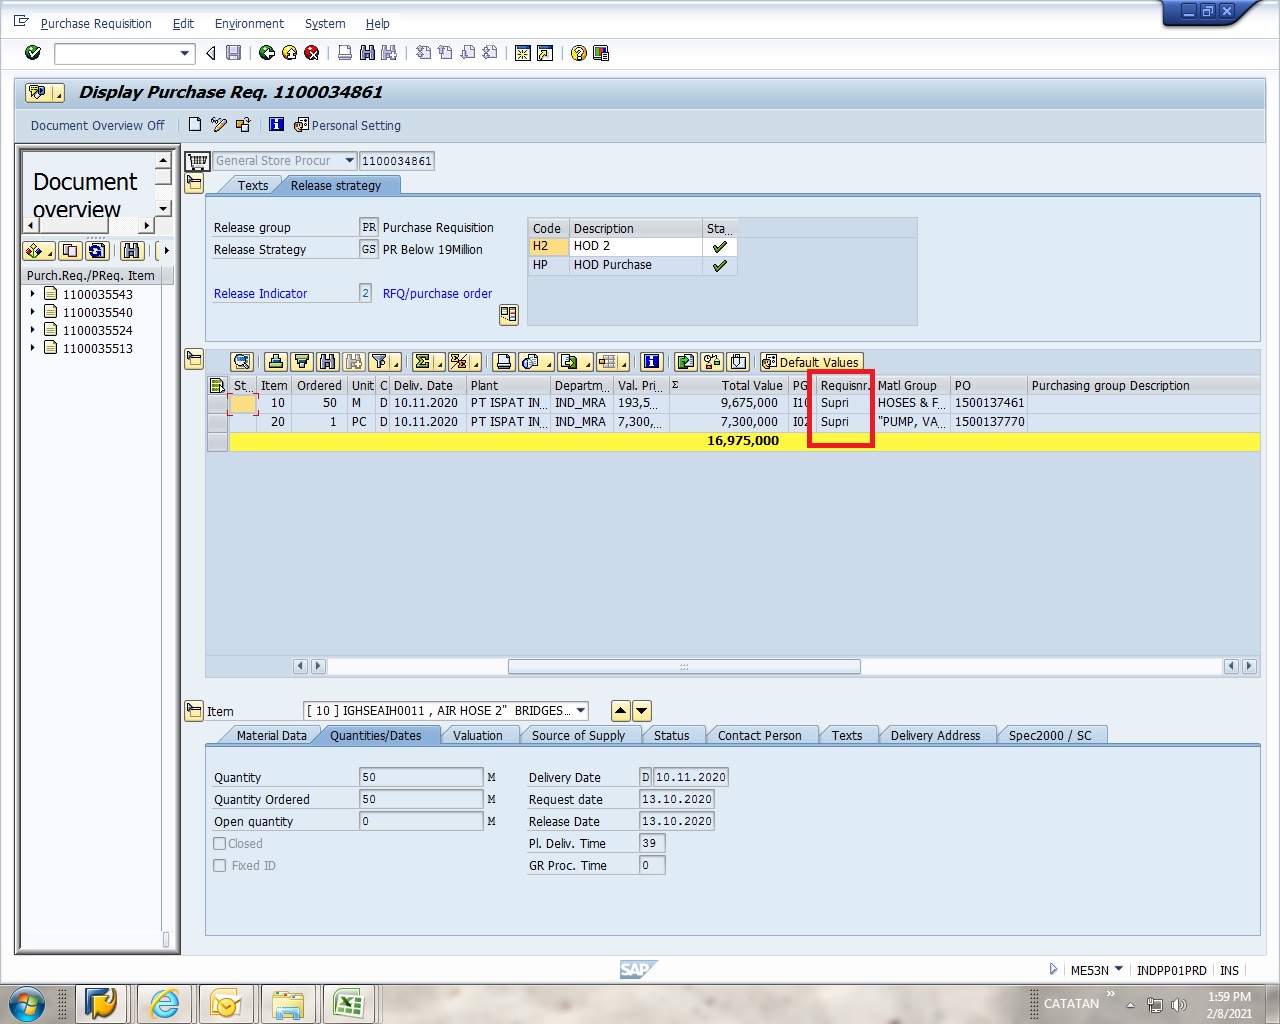 Purchase Requisition Edit Environment System Help
Display Purchase Req. 1100034861
Document Overview Off Personal Setting
Document
overview
Purch.Req./PReq. Item
1100035543
1100035540
1100035524
1100035513
General Store Procur 1100034861
Texts Release strategy
Release group PR Purchase Requisition
Release Strategy GS PR Below 19Million
Release Indicator 2 RFQ/purchase order
Code Description Sta...
H2 HOD 2
HP HOD Purchase
Σ Default Values
St... Item Ordered Unit C Deliv. Date Plant Departm... Val. Pri... Σ Total Value PG Requisnr. Matl Group PO Purchasing group Description
10 50 M D 10.11.2020 PT ISPAT IN... IND_MRA 193,5... 9,675,000 I10 Supri HOSES & F... 1500137461
20 1 PC D 10.11.2020 PT ISPAT IN... IND_MRA 7,300,... 7,300,000 I02 Supri "PUMP, VA... 1500137770
16,975,000
Item [ 10 ] IGHSEAIH0011 , AIR HOSE 2" BRIDGES...
Material Data Quantities/Dates Valuation Source of Supply Status Contact Person Texts Delivery Address Spec2000 / SC
Quantity 50 M Delivery Date D 10.11.2020
Quantity Ordered 50 M Request date 13.10.2020
Open quantity 0 M Release Date 13.10.2020
Closed Pl. Deliv. Time 39
Fixed ID GR Proc. Time 0
SAP ME53N INDPP01PRD INS
CATATAN » 1:59 PM
2/8/2021